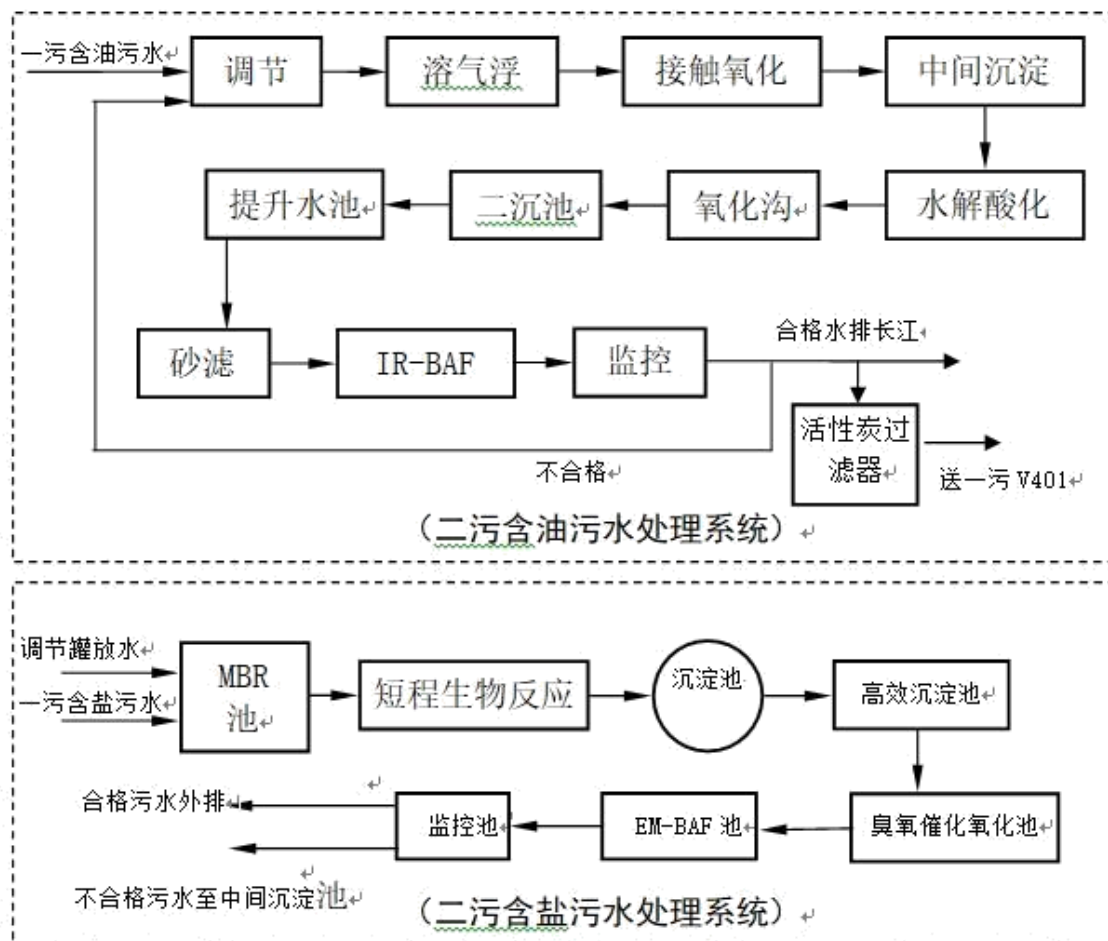 一污含油污水
调节
溶气浮
接触氧化
中间沉淀
提升水池
二沉池
氧化沟
水解酸化
砂滤
IR-BAF
监控
合格水排长江
活性炭过
滤器
不合格
送一污 V401
（二污含油污水处理系统）
调节罐放水
一污含盐污水
MBR
池
短程生物反应
沉淀池
高效沉淀池
合格污水外排
监控池
EM-BAF 池
臭氧催化氧化池
不合格污水至中间沉淀池
（二污含盐污水处理系统）